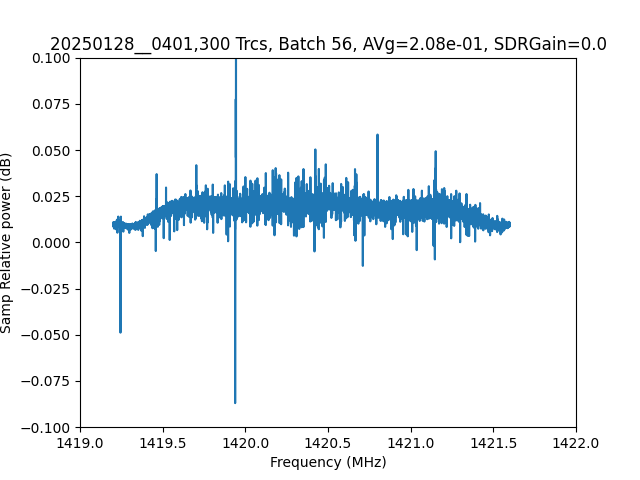 20250128__0401,300 Trcs, Batch 56, AVg=2.08e-01, SDRGain=0.0
0.100
0.075
0.050
0.025
0.000
−0.025
−0.050
−0.075
−0.100
Samp Relative power (dB)
1419.0 1419.5 1420.0 1420.5 1421.0 1421.5 1422.0
Frequency (MHz)